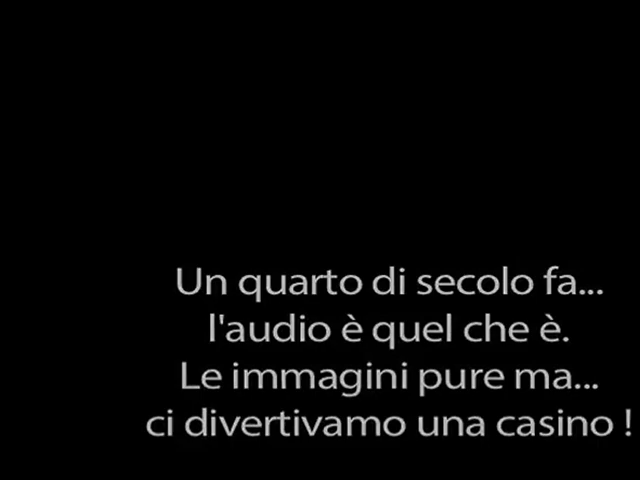 Un quarto di secolo fa...
l'audio è quel che è.
Le immagini pure ma...
ci divertivamo una casino !